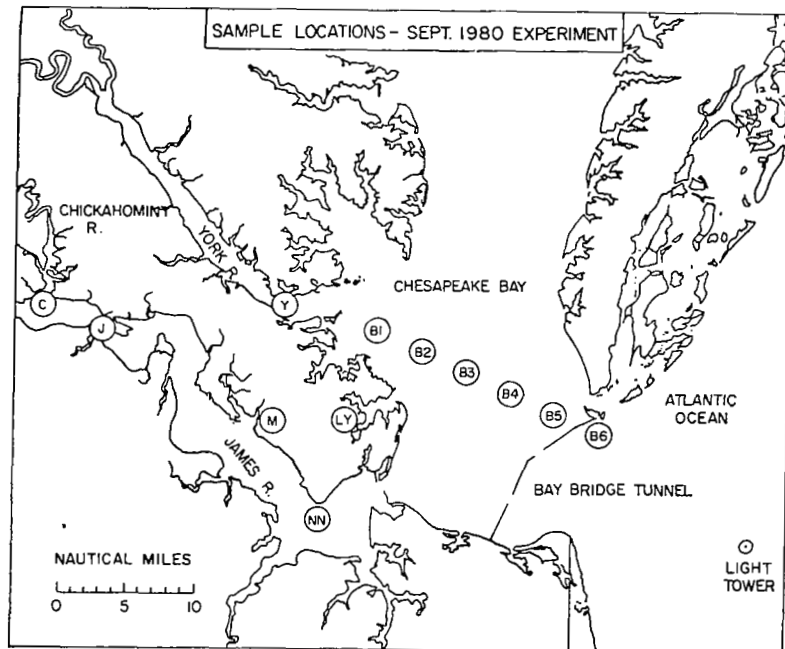 SAMPLE LOCATIONS - SEPT. 1980 EXPERIMENT
CHICKAHOMINY
R.
YORK
CHESAPEAKE BAY
C
J
Y
B1
B2
B3
B4
B5
B6
ATLANTIC
OCEAN
M
LY
JAMES
R.
NN
BAY BRIDGE TUNNEL
NAUTICAL MILES
0 5 10
LIGHT
TOWER